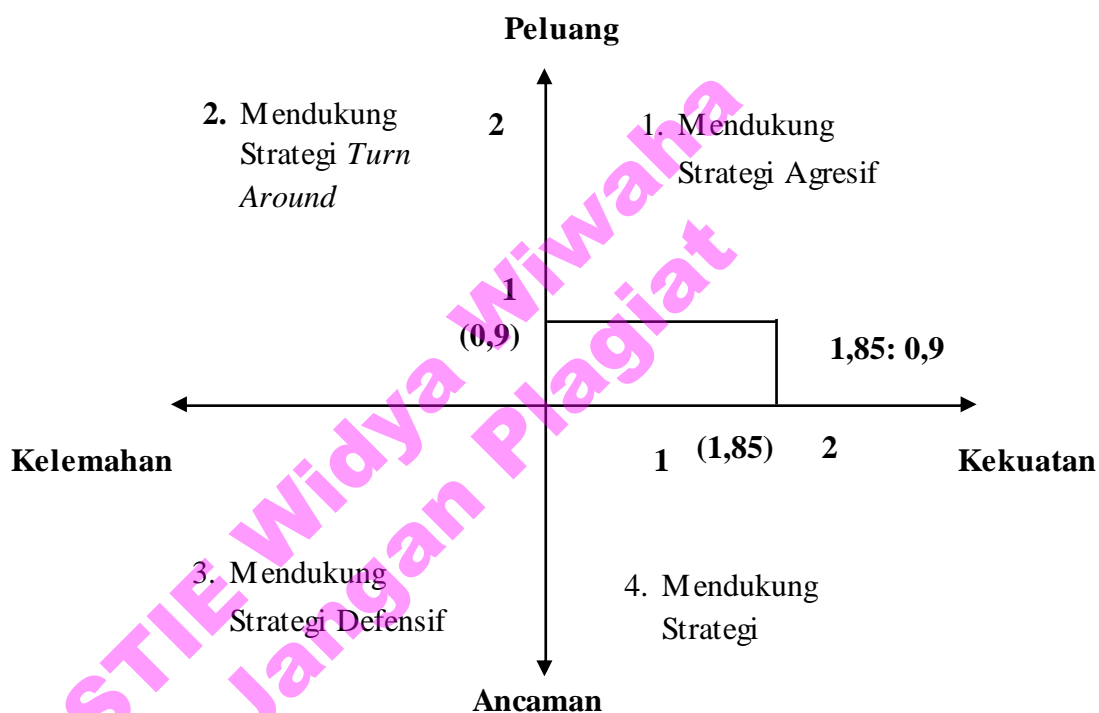 Peluang
2. Mendukung
Strategi Turn
Around
2
1. Mendukung
Strategi Agresif
1
(0,9)
1,85: 0,9
Kelemahan
1 (1,85) 2
Kekuatan
3. Mendukung
Strategi Defensif
4. Mendukung
Strategi
Ancaman
STIE Widya Wiwaha
Jangan Plagiat